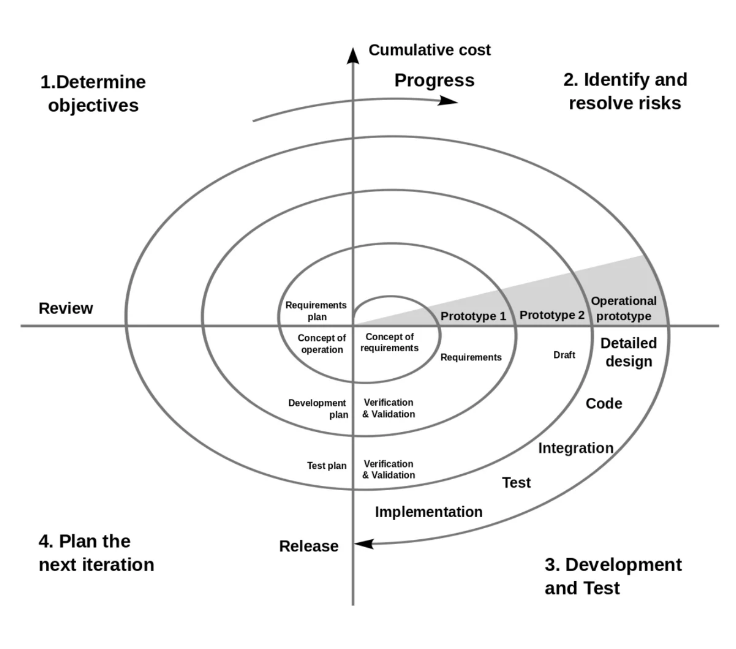 Cumulative cost
Progress
1.Determine
objectives
2. Identify and
resolve risks
Review
Requirements
plan
Prototype 1
Prototype 2
Operational
prototype
Concept of
operation
Concept of
requirements
Requirements
Draft
Detailed
design
Development
plan
Verification
& Validation
Code
Integration
Test plan
Verification
& Validation
Test
Implementation
Release
4. Plan the
next iteration
3. Development
and Test